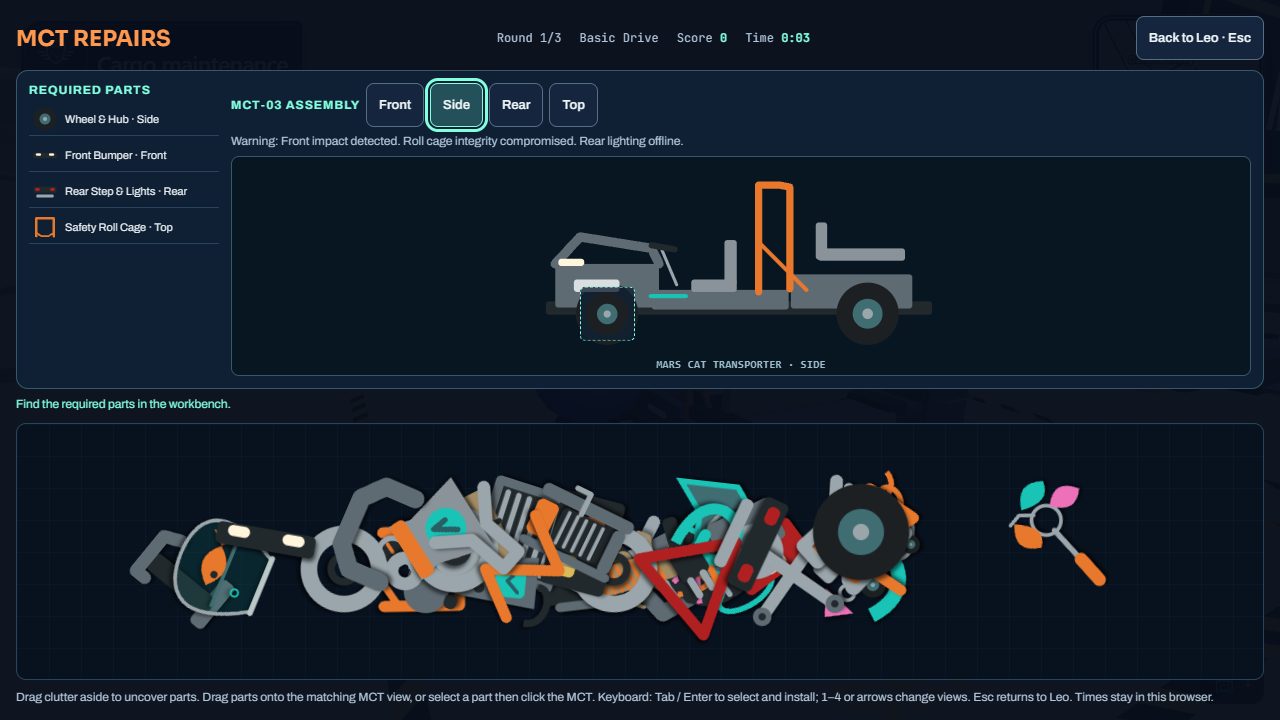 MCT REPAIRS
Round 1/3 Basic Drive Score 0 Time 0:03
Back to Leo · Esc
Cargo maintenance
REQUIRED PARTS
Wheel & Hub · Side
Front Bumper · Front
Rear Step & Lights · Rear
Safety Roll Cage · Top
MCT-03 ASSEMBLY Front Side Rear Top
Warning: Front impact detected. Roll cage integrity compromised. Rear lighting offline.
MARS CAT TRANSPORTER · SIDE
Find the required parts in the workbench.
Drag clutter aside to uncover parts. Drag parts onto the matching MCT view, or select a part then click the MCT. Keyboard: Tab / Enter to select and install; 1–4 or arrows change views. Esc returns to Leo. Times stay in this browser.